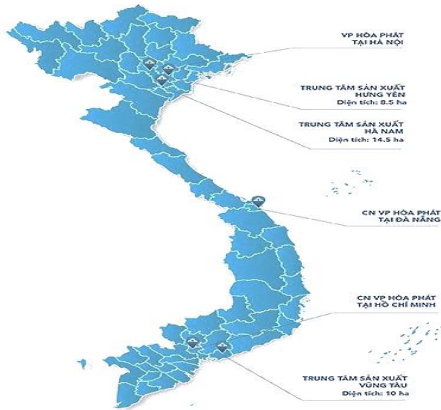 VP HÒA PHÁT
TẠI HÀ NỘI
TRUNG TÂM SẢN XUẤT
HƯNG YÊN
Diện tích: 8.5 ha
TRUNG TÂM SẢN XUẤT
HÀ NAM
Diện tích: 14.5 ha
CN VP HÒA PHÁT
TẠI ĐÀ NẴNG
CN VP HÒA PHÁT
TẠI HỒ CHÍ MINH
TRUNG TÂM SẢN XUẤT
VŨNG TÀU
Diện tích: 10 ha